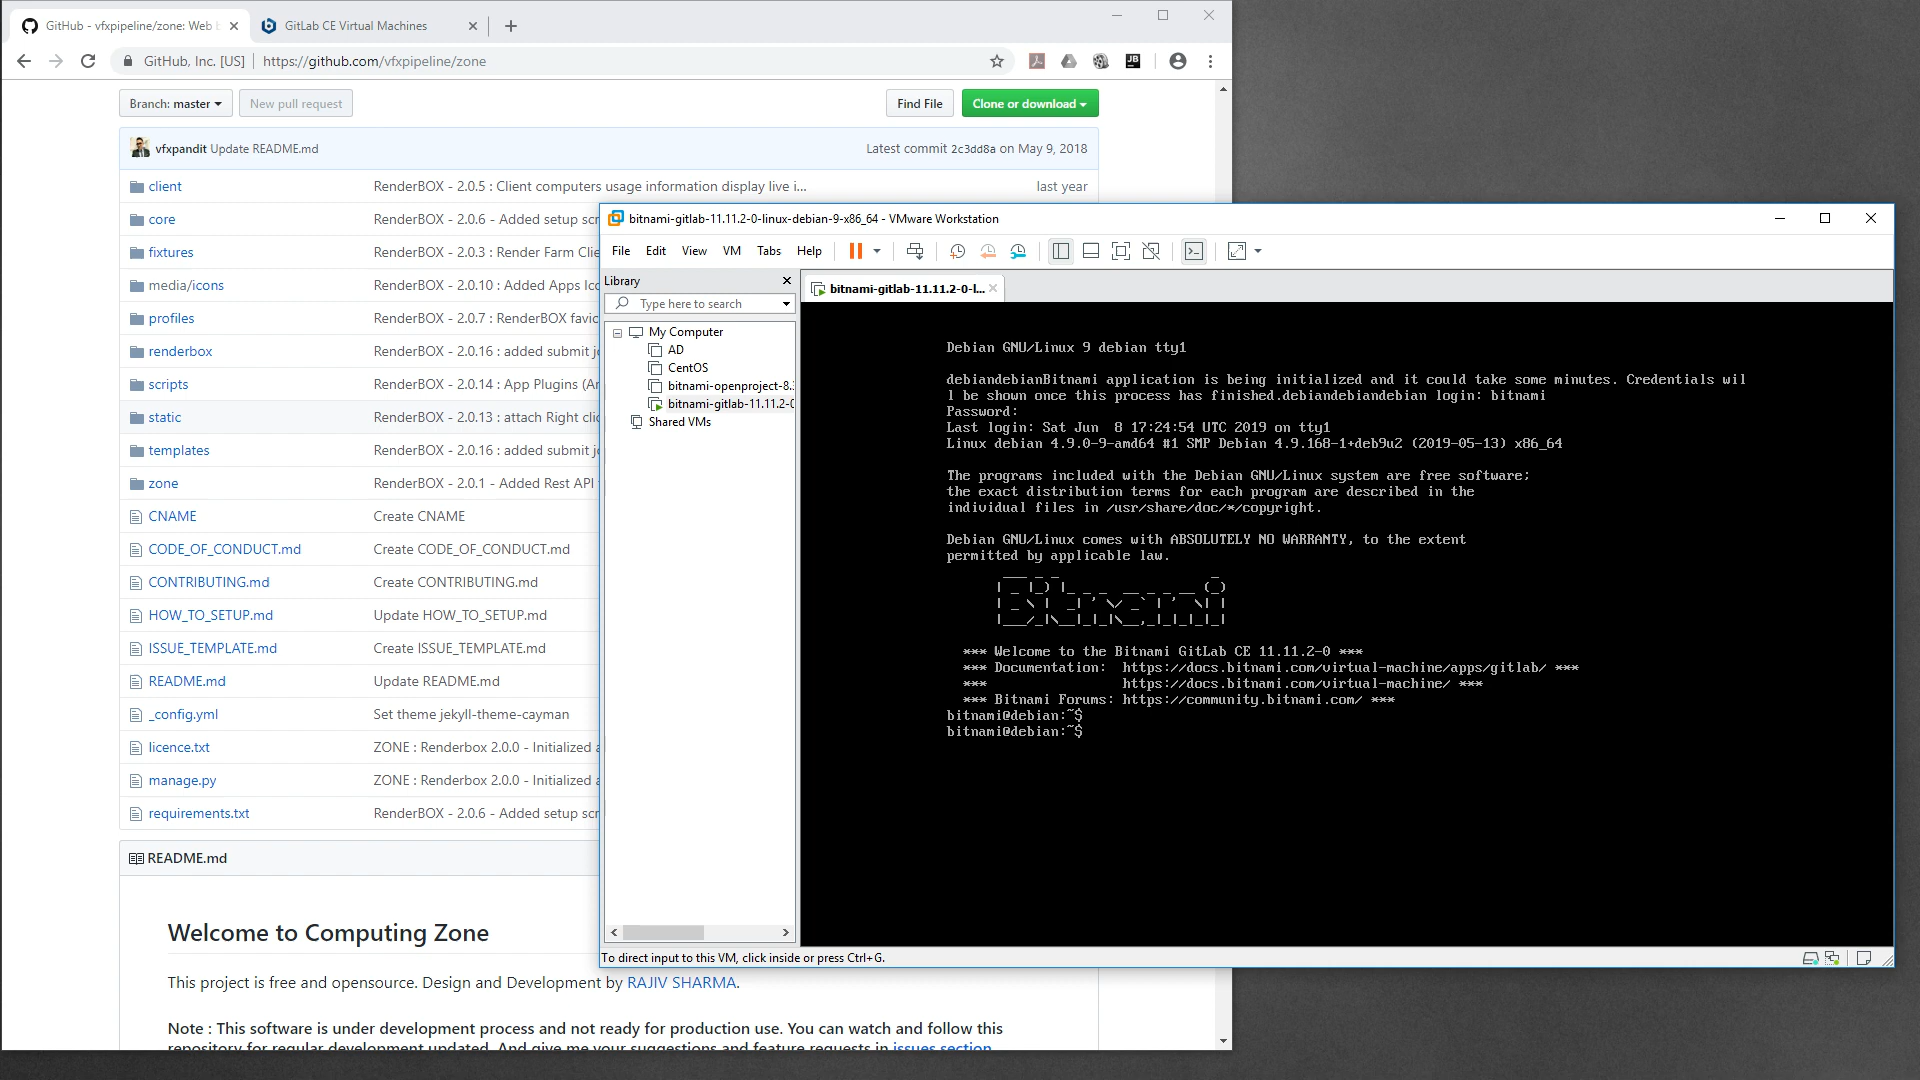 GitHub - vfxpipeline/zone: Web b
GitLab CE Virtual Machines
GitHub, Inc. [US] | https://github.com/vfxpipeline/zone
Branch: master
New pull request
Find File
Clone or download
vfxpandit Update README.md
Latest commit 2c3dd8a on May 9, 2018
client
RenderBOX - 2.0.5 : Client computers usage information display live i...
last year
core
RenderBOX - 2.0.6 - Added setup scr
fixtures
RenderBOX - 2.0.3 : Render Farm Clie
media/icons
RenderBOX - 2.0.10 : Added Apps Ico
profiles
RenderBOX - 2.0.7 : RenderBOX favic
renderbox
RenderBOX - 2.0.16 : added submit jo
scripts
RenderBOX - 2.0.14 : App Plugins (Ar
static
RenderBOX - 2.0.13 : attach Right clic
templates
RenderBOX - 2.0.16 : added submit jo
zone
RenderBOX - 2.0.1 - Added Rest API
CNAME
Create CNAME
CODE_OF_CONDUCT.md
Create CODE_OF_CONDUCT.md
CONTRIBUTING.md
Create CONTRIBUTING.md
HOW_TO_SETUP.md
Update HOW_TO_SETUP.md
ISSUE_TEMPLATE.md
Create ISSUE_TEMPLATE.md
README.md
Update README.md
_config.yml
Set theme jekyll-theme-cayman
licence.txt
ZONE : Renderbox 2.0.0 - Initialized a
manage.py
ZONE : Renderbox 2.0.0 - Initialized a
requirements.txt
RenderBOX - 2.0.6 - Added setup scr
README.md
Welcome to Computing Zone
This project is free and opensource. Design and Development by RAJIV SHARMA.
Note : This software is under development process and not ready for production use. You can watch and follow this
repository for regular development updated. And give me your suggestions and feature requests in issues section
bitnami-gitlab-11.11.2-0-linux-debian-9-x86_64 - VMware Workstation
File Edit View VM Tabs Help
Library
Type here to search
My Computer
AD
CentOS
bitnami-openproject-8.
bitnami-gitlab-11.11.2-0
Shared VMs
bitnami-gitlab-11.11.2-0-l...
Debian GNU/Linux 9 debian tty1
debiandebianBitnami application is being initialized and it could take some minutes. Credentials wil
l be shown once this process has finished.debiandebiandebian login: bitnami
Password:
Last login: Sat Jun  8 17:24:54 UTC 2019 on tty1
Linux debian 4.9.0-9-amd64 #1 SMP Debian 4.9.168-1+deb9u2 (2019-05-13) x86_64
The programs included with the Debian GNU/Linux system are free software;
the exact distribution terms for each program are described in the
individual files in /usr/share/doc/*/copyright.
Debian GNU/Linux comes with ABSOLUTELY NO WARRANTY, to the extent
permitted by applicable law.
Bitnami
*** Welcome to the Bitnami GitLab CE 11.11.2-0 ***
*** Documentation:  https://docs.bitnami.com/virtual-machine/apps/gitlab/ ***
***                 https://docs.bitnami.com/virtual-machine/ ***
*** Bitnami Forums: https://community.bitnami.com/ ***
bitnami@debian:~$
bitnami@debian:~$
To direct input to this VM, click inside or press Ctrl+G.